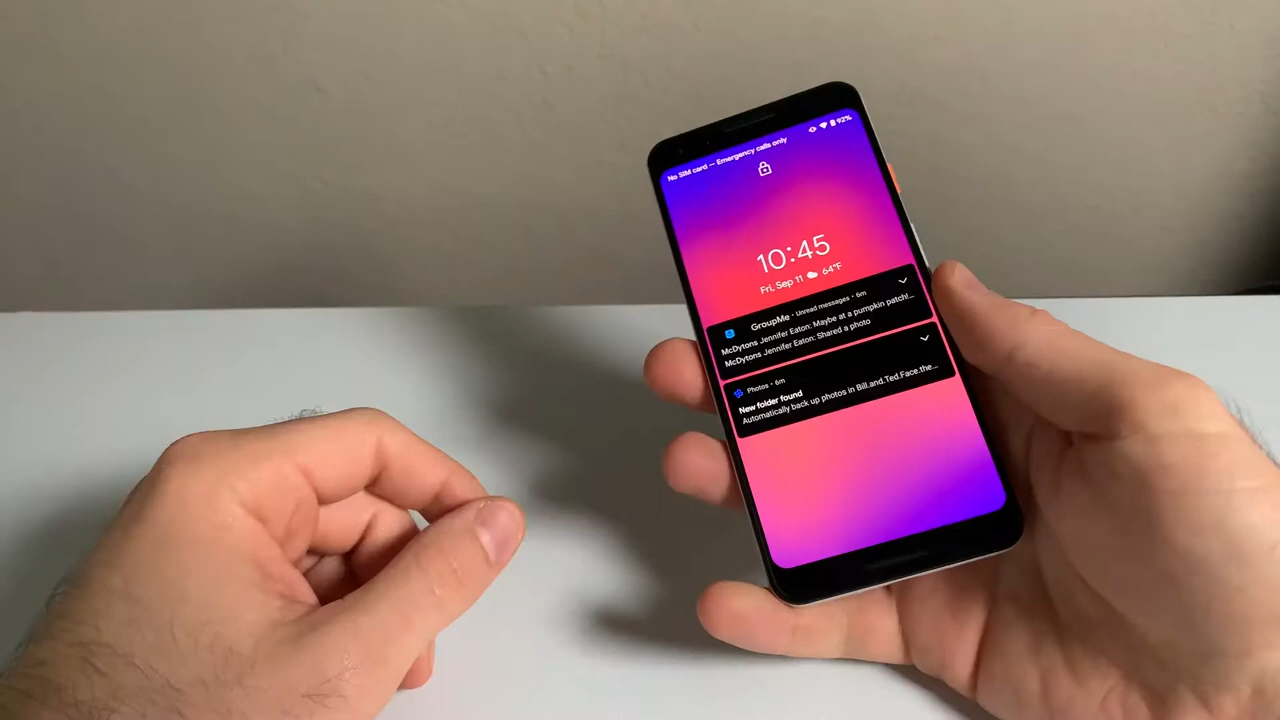 No SIM card — Emergency calls only 92%
10:45
Fri, Sep 11 64°F
GroupMe • Unread messages • 6m
McDytons Jennifer Eaton: Maybe at a pumpkin patch!...
McDytons Jennifer Eaton: Shared a photo
Photos • 6m
New folder found
Automatically back up photos in Bill.and.Ted.Face.the...